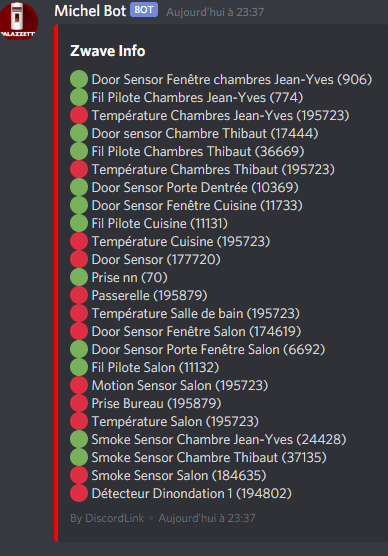 PALAZZETT
Michel Bot BOT Aujourd'hui à 23:37
Zwave Info
Door Sensor Fenêtre chambres Jean-Yves (906)
Fil Pilote Chambres Jean-Yves (774)
Température Chambres Jean-Yves (195723)
Door sensor Chambre Thibaut (17444)
Fil Pilote Chambres Thibaut (36669)
Température Chambres Thibaut (195723)
Door Sensor Porte Dentrée (10369)
Door Sensor Fenêtre Cuisine (11733)
Fil Pilote Cuisine (11131)
Température Cuisine (195723)
Door Sensor (177720)
Prise nn (70)
Passerelle (195879)
Température Salle de bain (195723)
Door Sensor Fenêtre Salon (174619)
Door Sensor Porte Fenêtre Salon (6692)
Fil Pilote Salon (11132)
Motion Sensor Salon (195723)
Prise Bureau (195879)
Température Salon (195723)
Smoke Sensor Chambre Jean-Yves (24428)
Smoke Sensor Chambre Thibaut (37135)
Smoke Sensor Salon (184635)
Détecteur Dinondation 1 (194802)
By DiscordLink • Aujourd'hui à 23:37